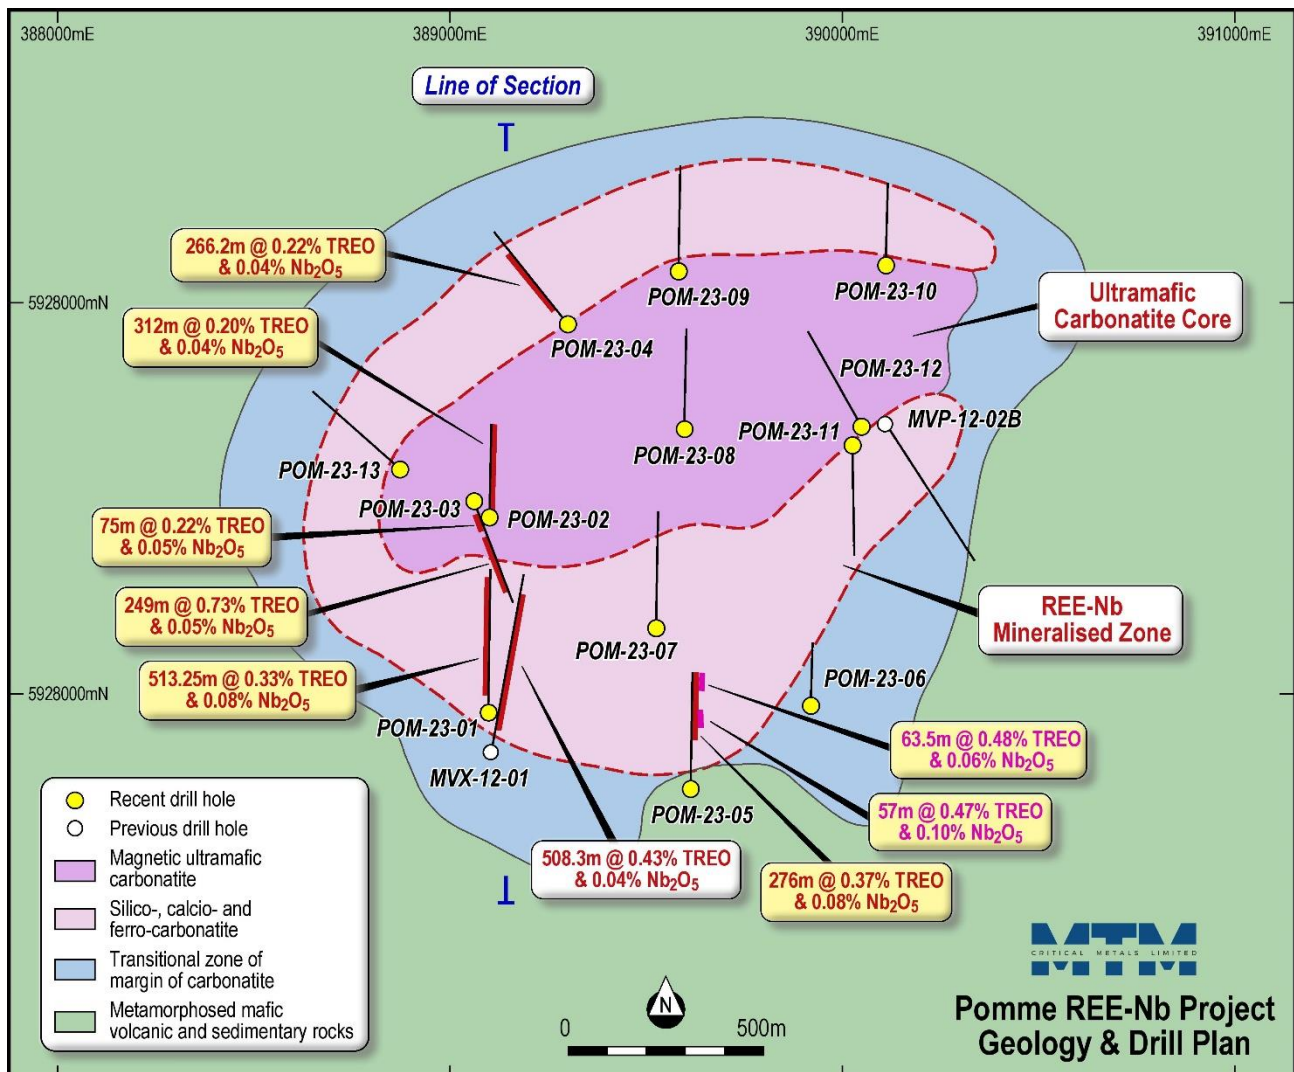 388000mE
389000mE
390000mE
391000mE
Line of Section
266.2m @ 0.22% TREO
& 0.04% Nb₂O₅
5928000mN
POM-23-09
POM-23-10
Ultramafic
Carbonatite Core
312m @ 0.20% TREO
& 0.04% Nb₂O₅
POM-23-04
POM-23-12
MVP-12-02B
POM-23-11
POM-23-08
POM-23-13
POM-23-03
POM-23-02
75m @ 0.22% TREO
& 0.05% Nb₂O₅
249m @ 0.73% TREO
& 0.05% Nb₂O₅
REE-Nb
Mineralised Zone
POM-23-07
513.25m @ 0.33% TREO
& 0.08% Nb₂O₅
5928000mN
POM-23-06
POM-23-01
MVX-12-01
63.5m @ 0.48% TREO
& 0.06% Nb₂O₅
POM-23-05
57m @ 0.47% TREO
& 0.10% Nb₂O₅
508.3m @ 0.43% TREO
& 0.04% Nb₂O₅
276m @ 0.37% TREO
& 0.08% Nb₂O₅
Recent drill hole
Previous drill hole
Magnetic ultramafic
carbonatite
Silico-, calcio- and
ferro-carbonatite
Transitional zone of
margin of carbonatite
Metamorphosed mafic
volcanic and sedimentary rocks
N
0 500m
MTM
CRITICAL METALS LIMITED
Pomme REE-Nb Project
Geology & Drill Plan